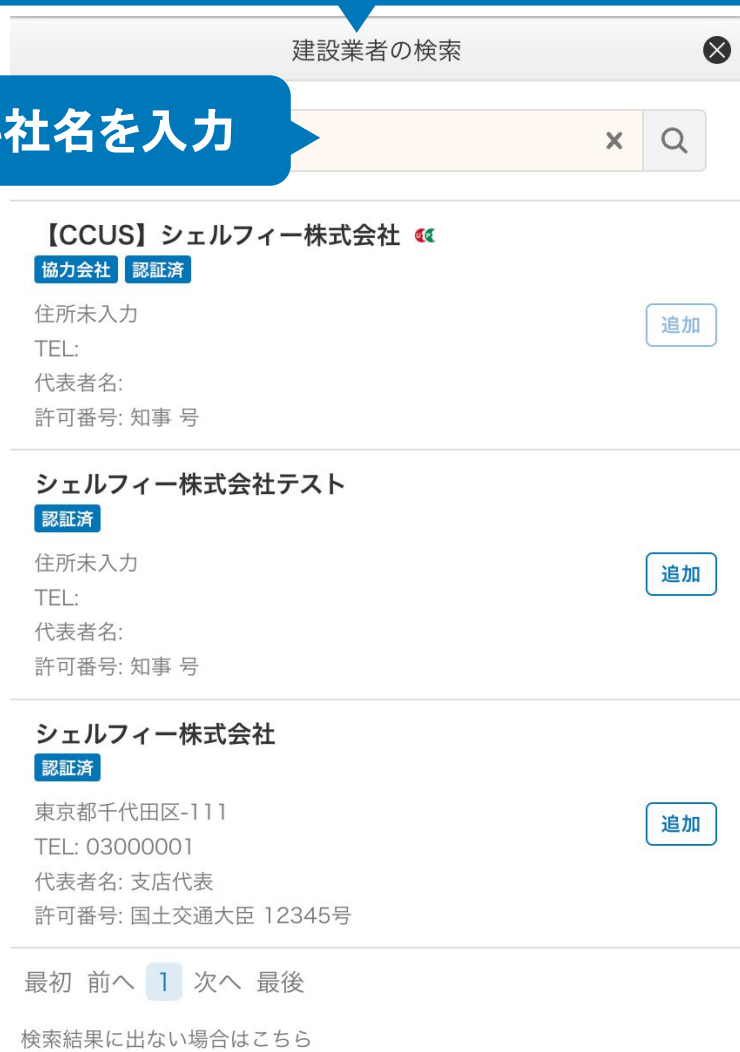 建設業者の検索
社名を入力
【CCUS】シェルフィー株式会社
協力会社 認証済
住所未入力
追加
TEL:
代表者名:
許可番号: 知事 号
シェルフィー株式会社テスト
認証済
住所未入力
追加
TEL:
代表者名:
許可番号: 知事 号
シェルフィー株式会社
認証済
東京都千代田区-111
追加
TEL: 03000001
代表者名: 支店代表
許可番号: 国土交通大臣 12345号
最初 前へ 1 次へ 最後
検索結果に出ない場合はこちら